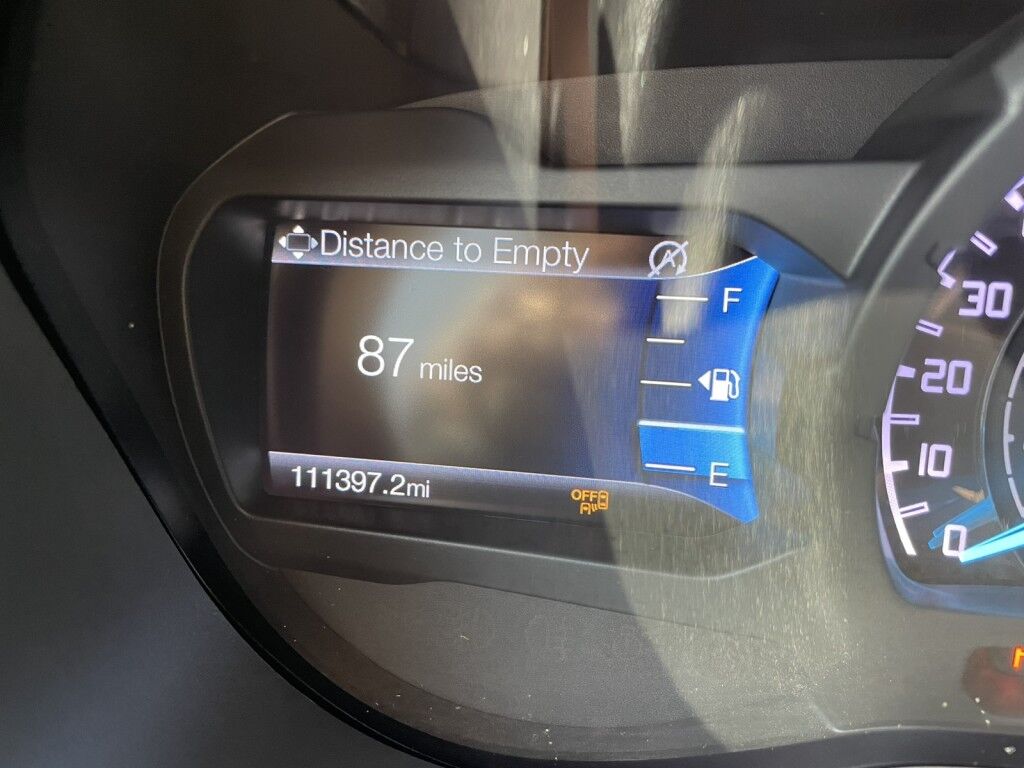 Distance to Empty
A
F
87 miles
E
111397.2mi
OFF
30
20
10
0